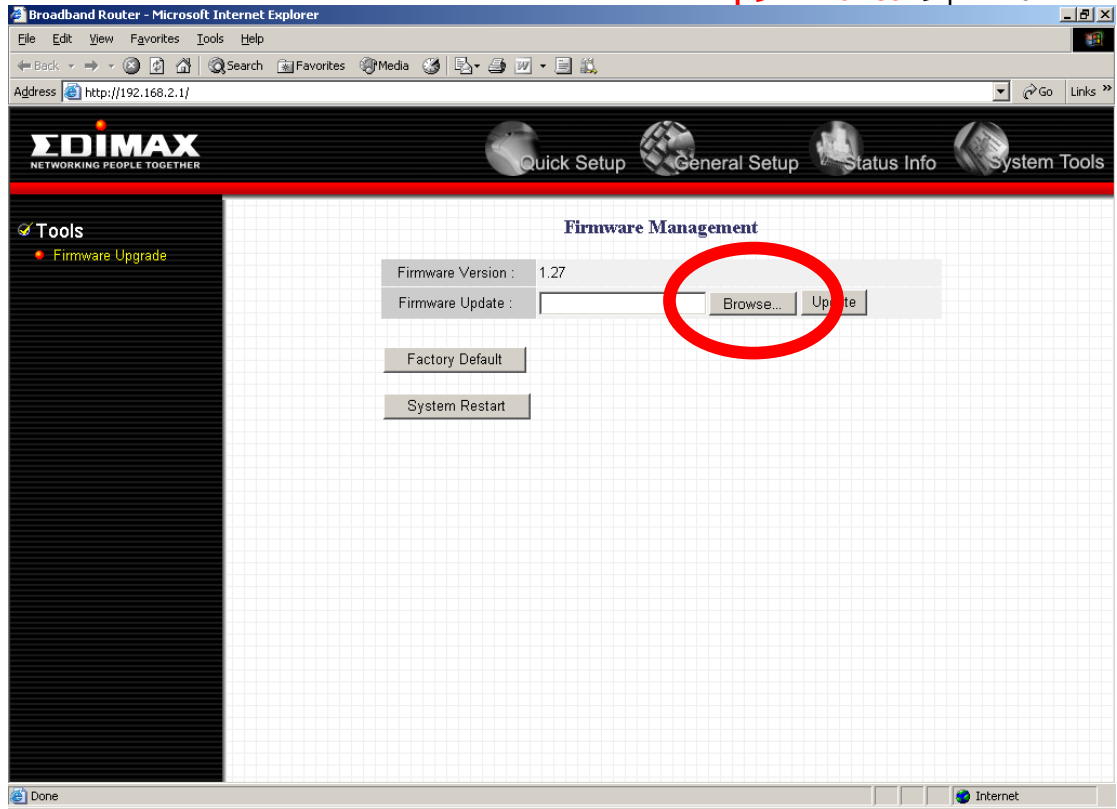 Broadband Router - Microsoft Internet Explorer
File Edit View Favorites Tools Help
Back Search Favorites Media
Address http://192.168.2.1/ Go Links »
EDIMAX
NETWORKING PEOPLE TOGETHER
Quick Setup General Setup Status Info System Tools
Tools
Firmware Upgrade
Firmware Management
Firmware Version : 1.27
Firmware Update : Browse... Update
Factory Default
System Restart
Done Internet